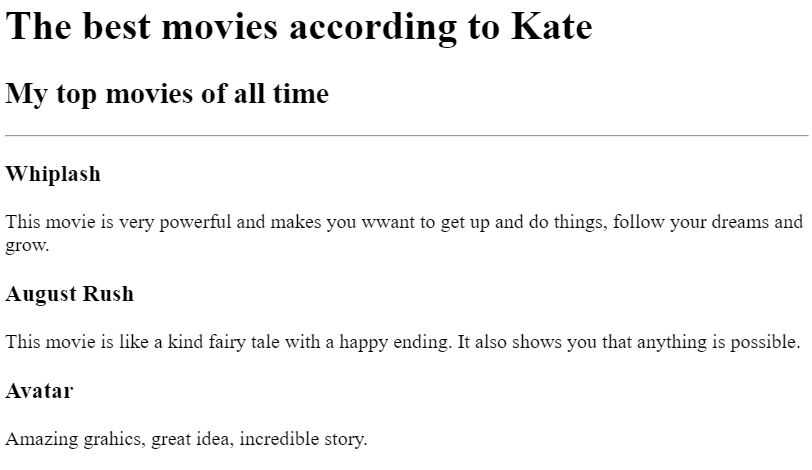 The best movies according to Kate
My top movies of all time
Whiplash
This movie is very powerful and makes you wwant to get up and do things, follow your dreams and
grow.
August Rush
This movie is like a kind fairy tale with a happy ending. It also shows you that anything is possible.
Avatar
Amazing grahics, great idea, incredible story.